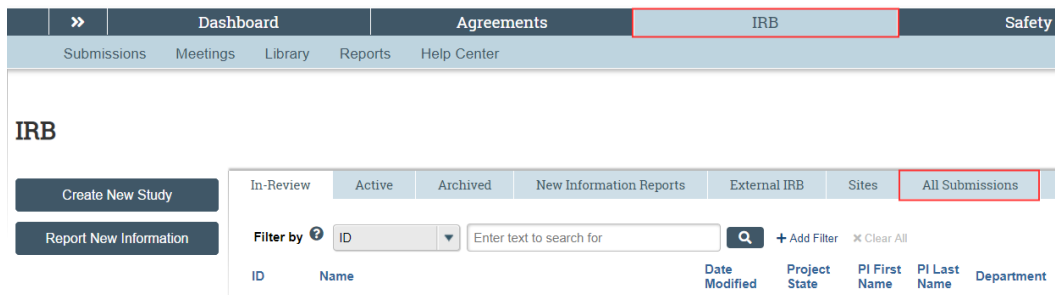 » Dashboard Agreements IRB Safety
Submissions Meetings Library Reports Help Center
IRB
Create New Study
Report New Information
In-Review Active Archived New Information Reports External IRB Sites All Submissions
Filter by ? ID Enter text to search for + Add Filter × Clear All
ID Name Date Modified Project State PI First Name PI Last Name Department